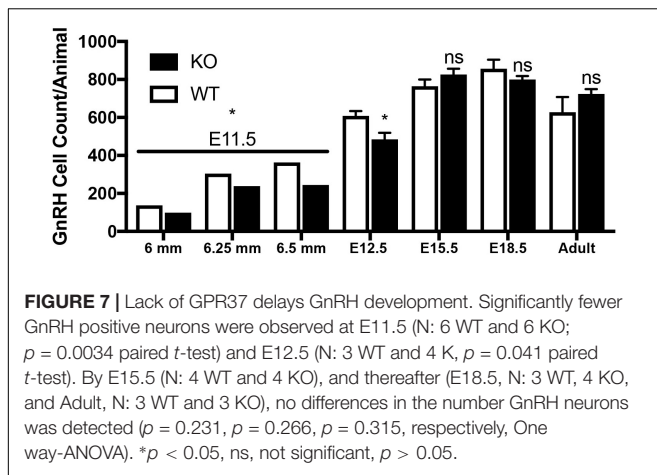 1000
800
600
400
200
0
GnRH Cell Count/Animal
KO
WT
*
E11.5
*
ns
ns
ns
6 mm 6.25 mm 6.5 mm E12.5 E15.5 E18.5 Adult
FIGURE 7 | Lack of GPR37 delays GnRH development. Significantly fewer
GnRH positive neurons were observed at E11.5 (N: 6 WT and 6 KO;
p = 0.0034 paired t-test) and E12.5 (N: 3 WT and 4 K, p = 0.041 paired
t-test). By E15.5 (N: 4 WT and 4 KO), and thereafter (E18.5, N: 3 WT, 4 KO,
and Adult, N: 3 WT and 3 KO), no differences in the number GnRH neurons
was detected (p = 0.231, p = 0.266, p = 0.315, respectively, One
way-ANOVA). *p < 0.05, ns, not significant, p > 0.05.